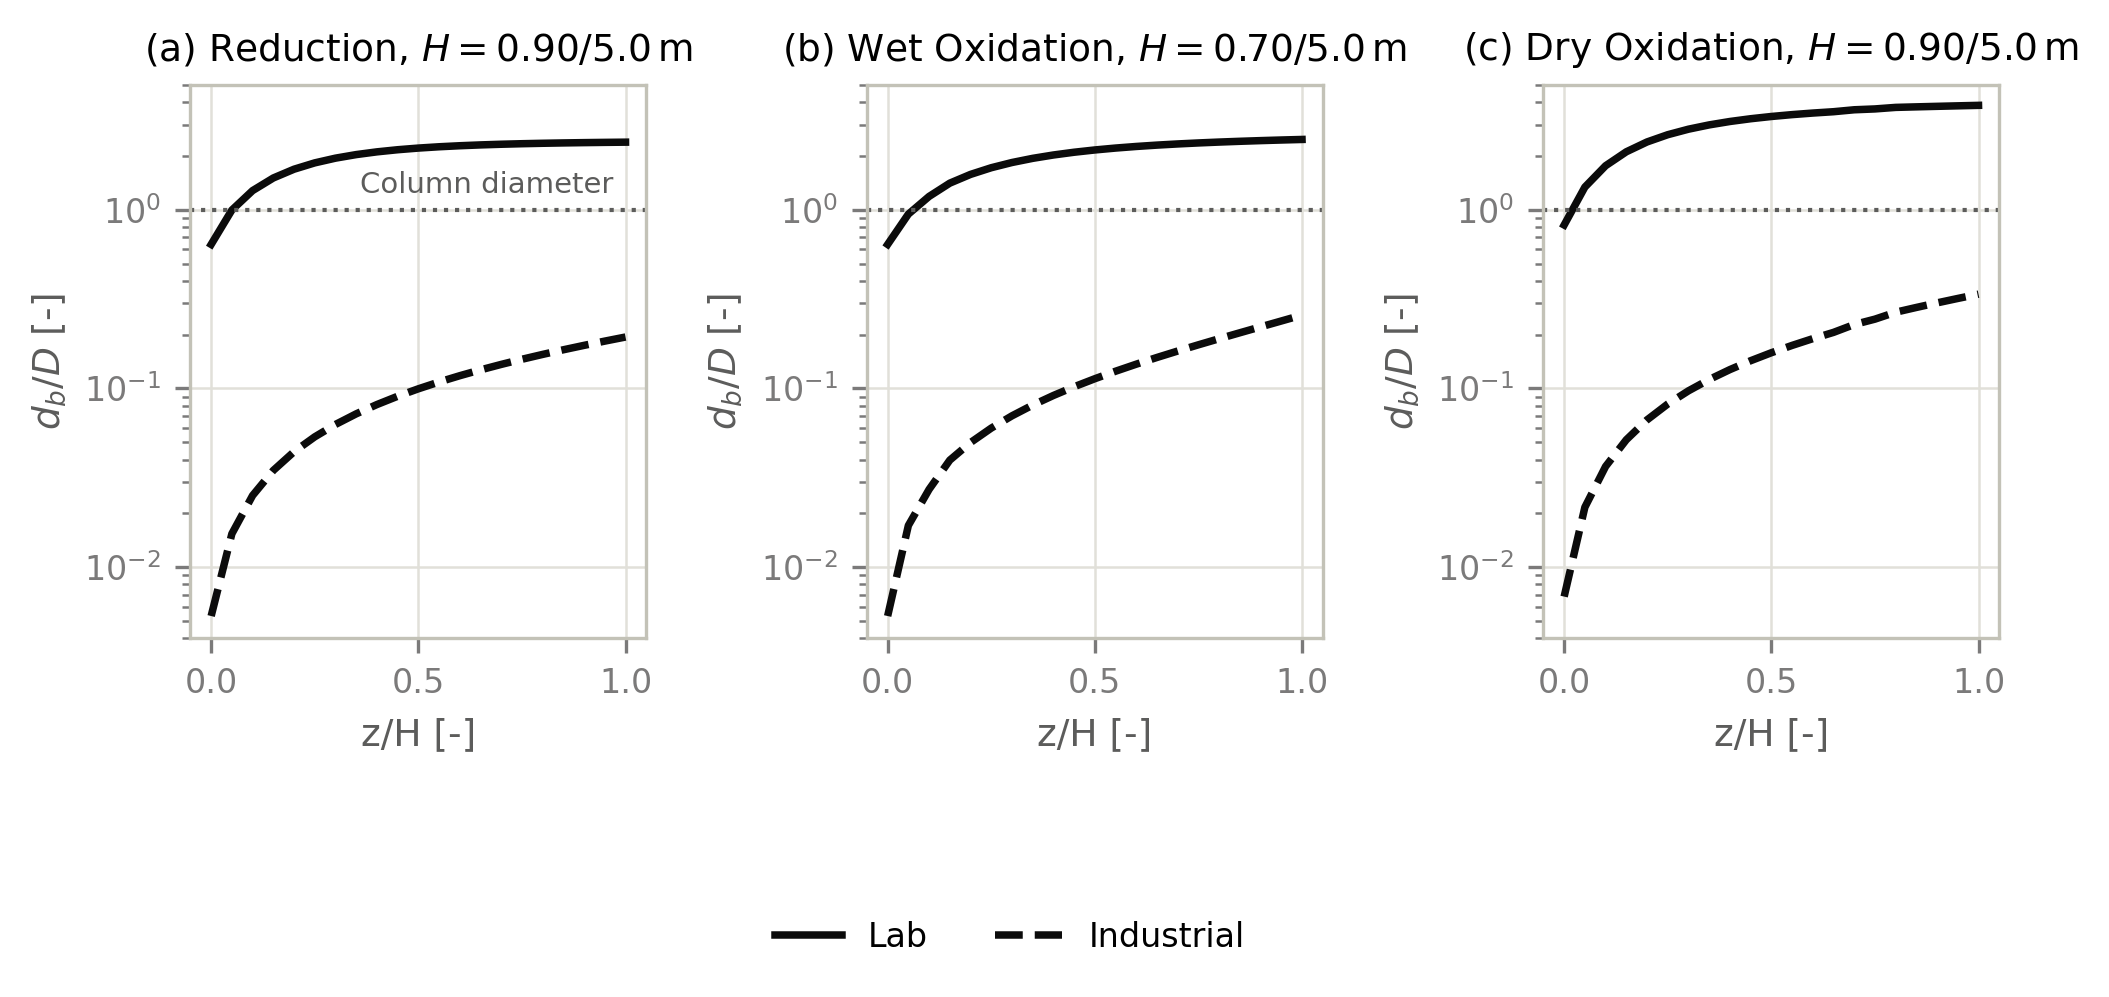 (a) Reduction, H = 0.90/5.0 m
(b) Wet Oxidation, H = 0.70/5.0 m
(c) Dry Oxidation, H = 0.90/5.0 m
d_b/D [-]
10^0
10^−1
10^−2
Column diameter
0.0 0.5 1.0
z/H [-]
d_b/D [-]
10^0
10^−1
10^−2
0.0 0.5 1.0
z/H [-]
d_b/D [-]
10^0
10^−1
10^−2
0.0 0.5 1.0
z/H [-]
Lab
Industrial